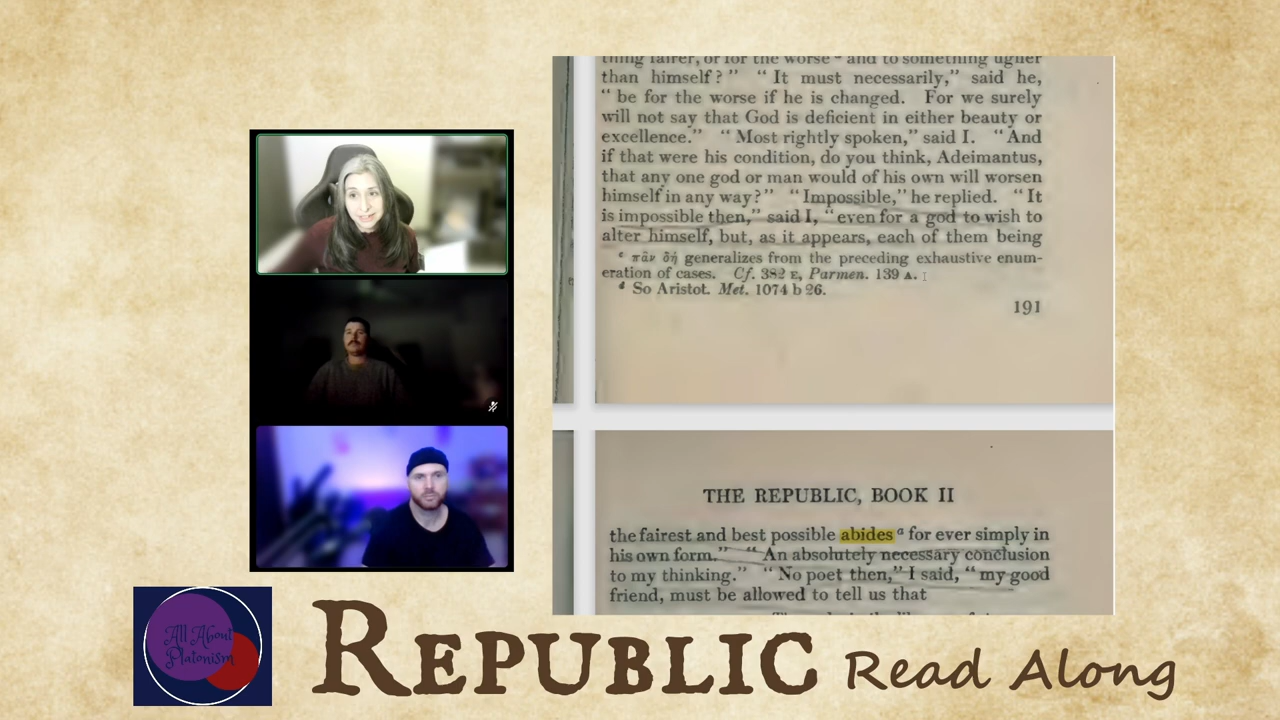 thing fairer, or for the worse and to something uglier
than himself?" "It must necessarily," said he,
"be for the worse if he is changed. For we surely
will not say that God is deficient in either beauty or
excellence." "Most rightly spoken," said I. "And
if that were his condition, do you think, Adeimantus,
that any one god or man would of his own will worsen
himself in any way?" "Impossible," he replied. "It
is impossible then," said I, "even for a god to wish to
alter himself, but, as it appears, each of them being
ᶜ πᾶν δὴ generalizes from the preceding exhaustive enum-
eration of cases. Cf. 382 E, Parmen. 139 A.
ᵈ So Aristot. Met. 1074 b 26.
191
THE REPUBLIC, BOOK II
the fairest and best possible abides ᵃ for ever simply in
his own form." "An absolutely necessary conclusion
to my thinking." "No poet then," I said, "my good
friend, must be allowed to tell us that
All About
Platonism
REPUBLIC Read Along